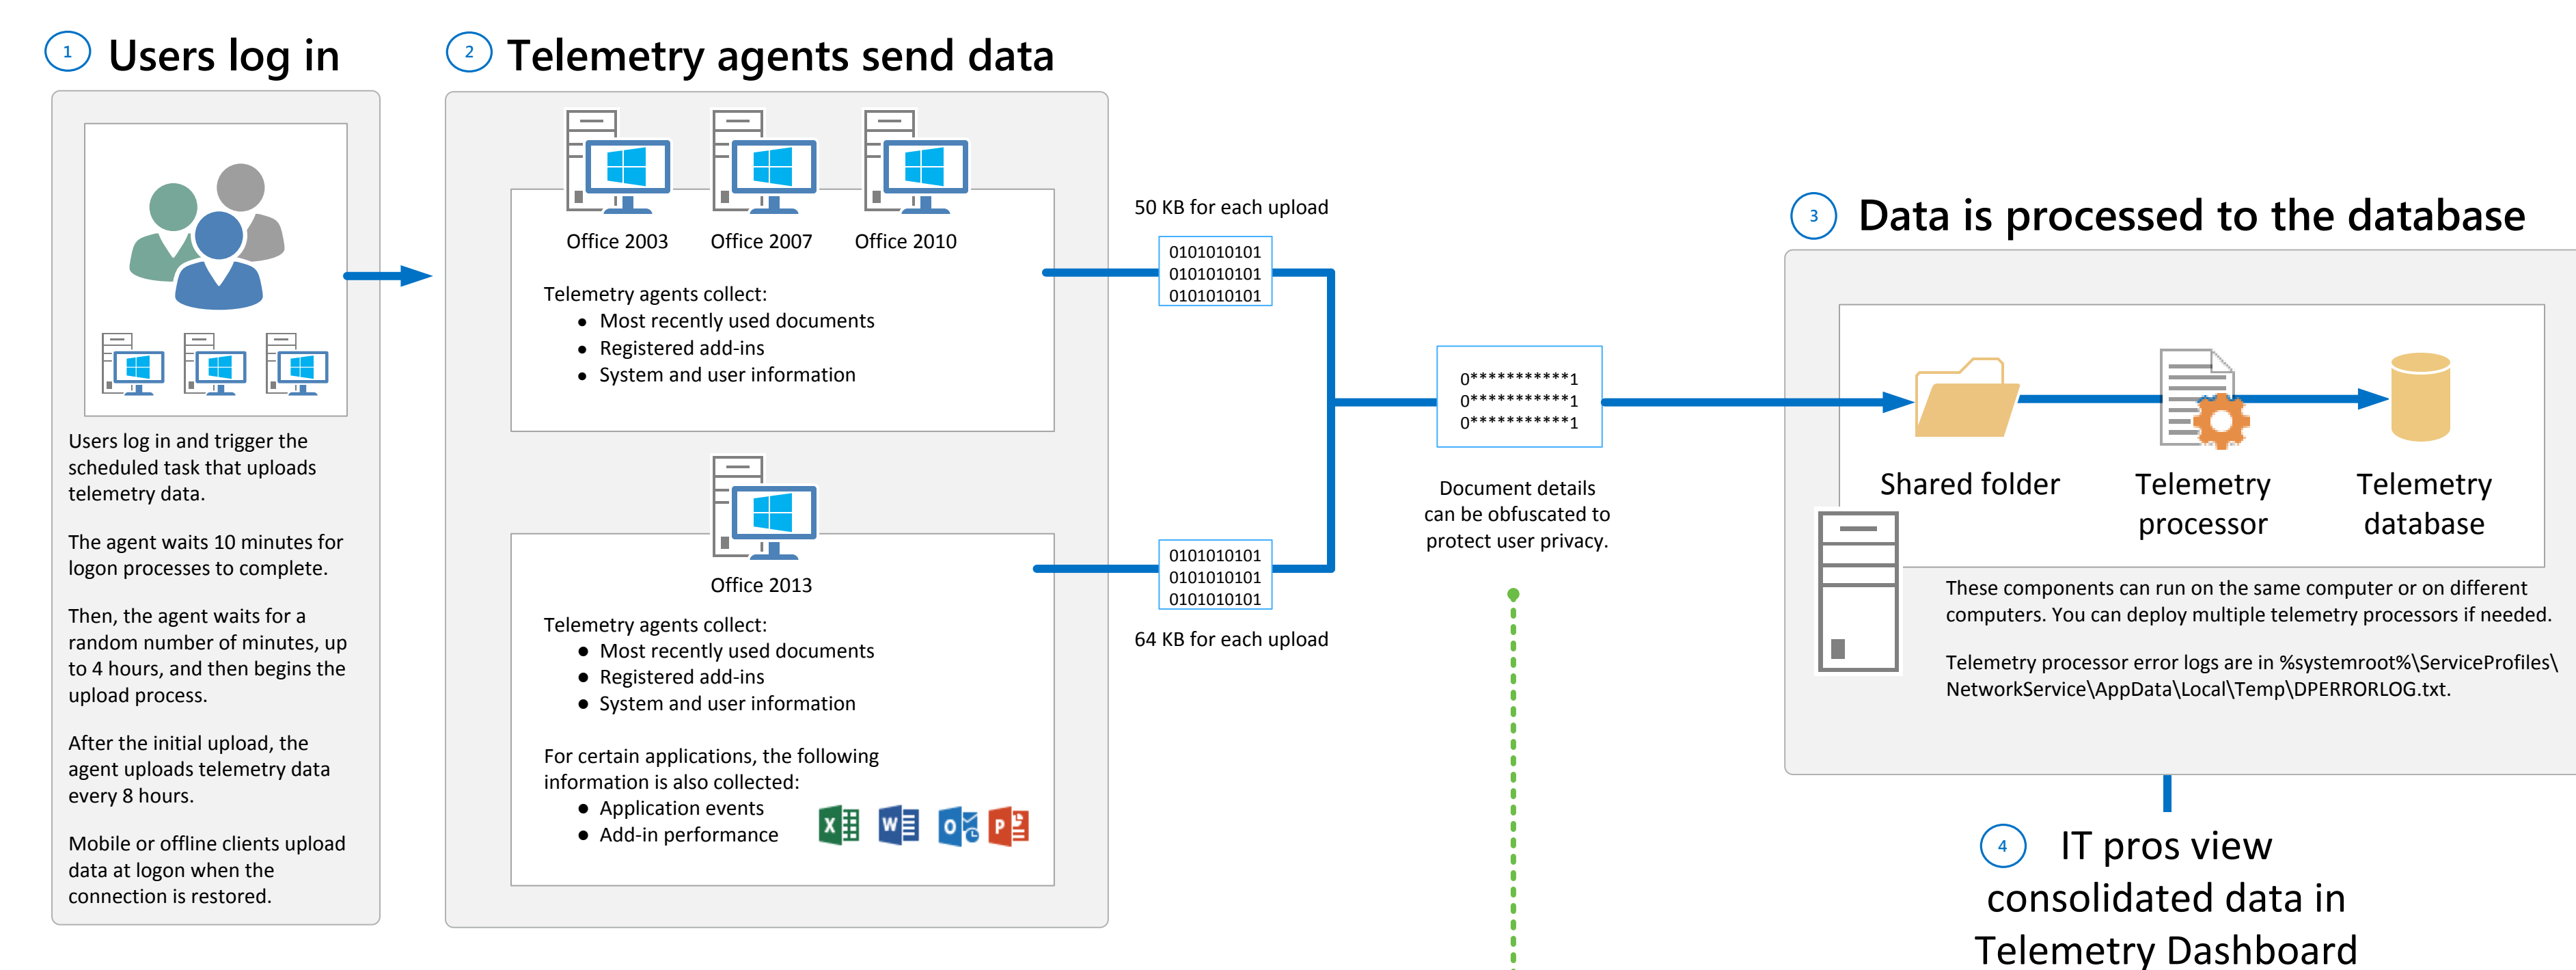 1 Users log in
Users log in and trigger the
scheduled task that uploads
telemetry data.
The agent waits 10 minutes for
logon processes to complete.
Then, the agent waits for a
random number of minutes, up
to 4 hours, and then begins the
upload process.
After the initial upload, the
agent uploads telemetry data
every 8 hours.
Mobile or offline clients upload
data at logon when the
connection is restored.
2 Telemetry agents send data
Office 2003 Office 2007 Office 2010
Telemetry agents collect:
● Most recently used documents
● Registered add-ins
● System and user information
Office 2013
Telemetry agents collect:
● Most recently used documents
● Registered add-ins
● System and user information
For certain applications, the following
information is also collected:
● Application events
● Add-in performance
X W O P
50 KB for each upload
0101010101
0101010101
0101010101
0101010101
0101010101
0101010101
64 KB for each upload
0***********1
0***********1
0***********1
Document details
can be obfuscated to
protect user privacy.
3 Data is processed to the database
Shared folder
Telemetry
processor
Telemetry
database
These components can run on the same computer or on different
computers. You can deploy multiple telemetry processors if needed.
Telemetry processor error logs are in %systemroot%\ServiceProfiles\
NetworkService\AppData\Local\Temp\DPERRORLOG.txt.
4 IT pros view
consolidated data in
Telemetry Dashboard